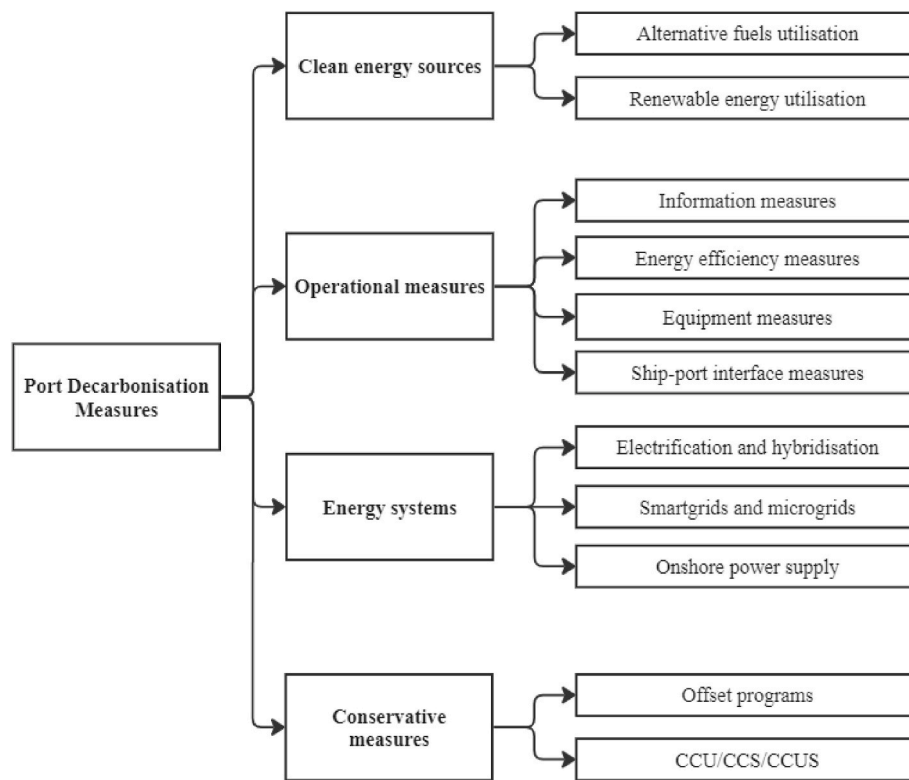 Port Decarbonisation
Measures
Clean energy sources
Alternative fuels utilisation
Renewable energy utilisation
Operational measures
Information measures
Energy efficiency measures
Equipment measures
Ship-port interface measures
Energy systems
Electrification and hybridisation
Smartgrids and microgrids
Onshore power supply
Conservative
measures
Offset programs
CCU/CCS/CCUS